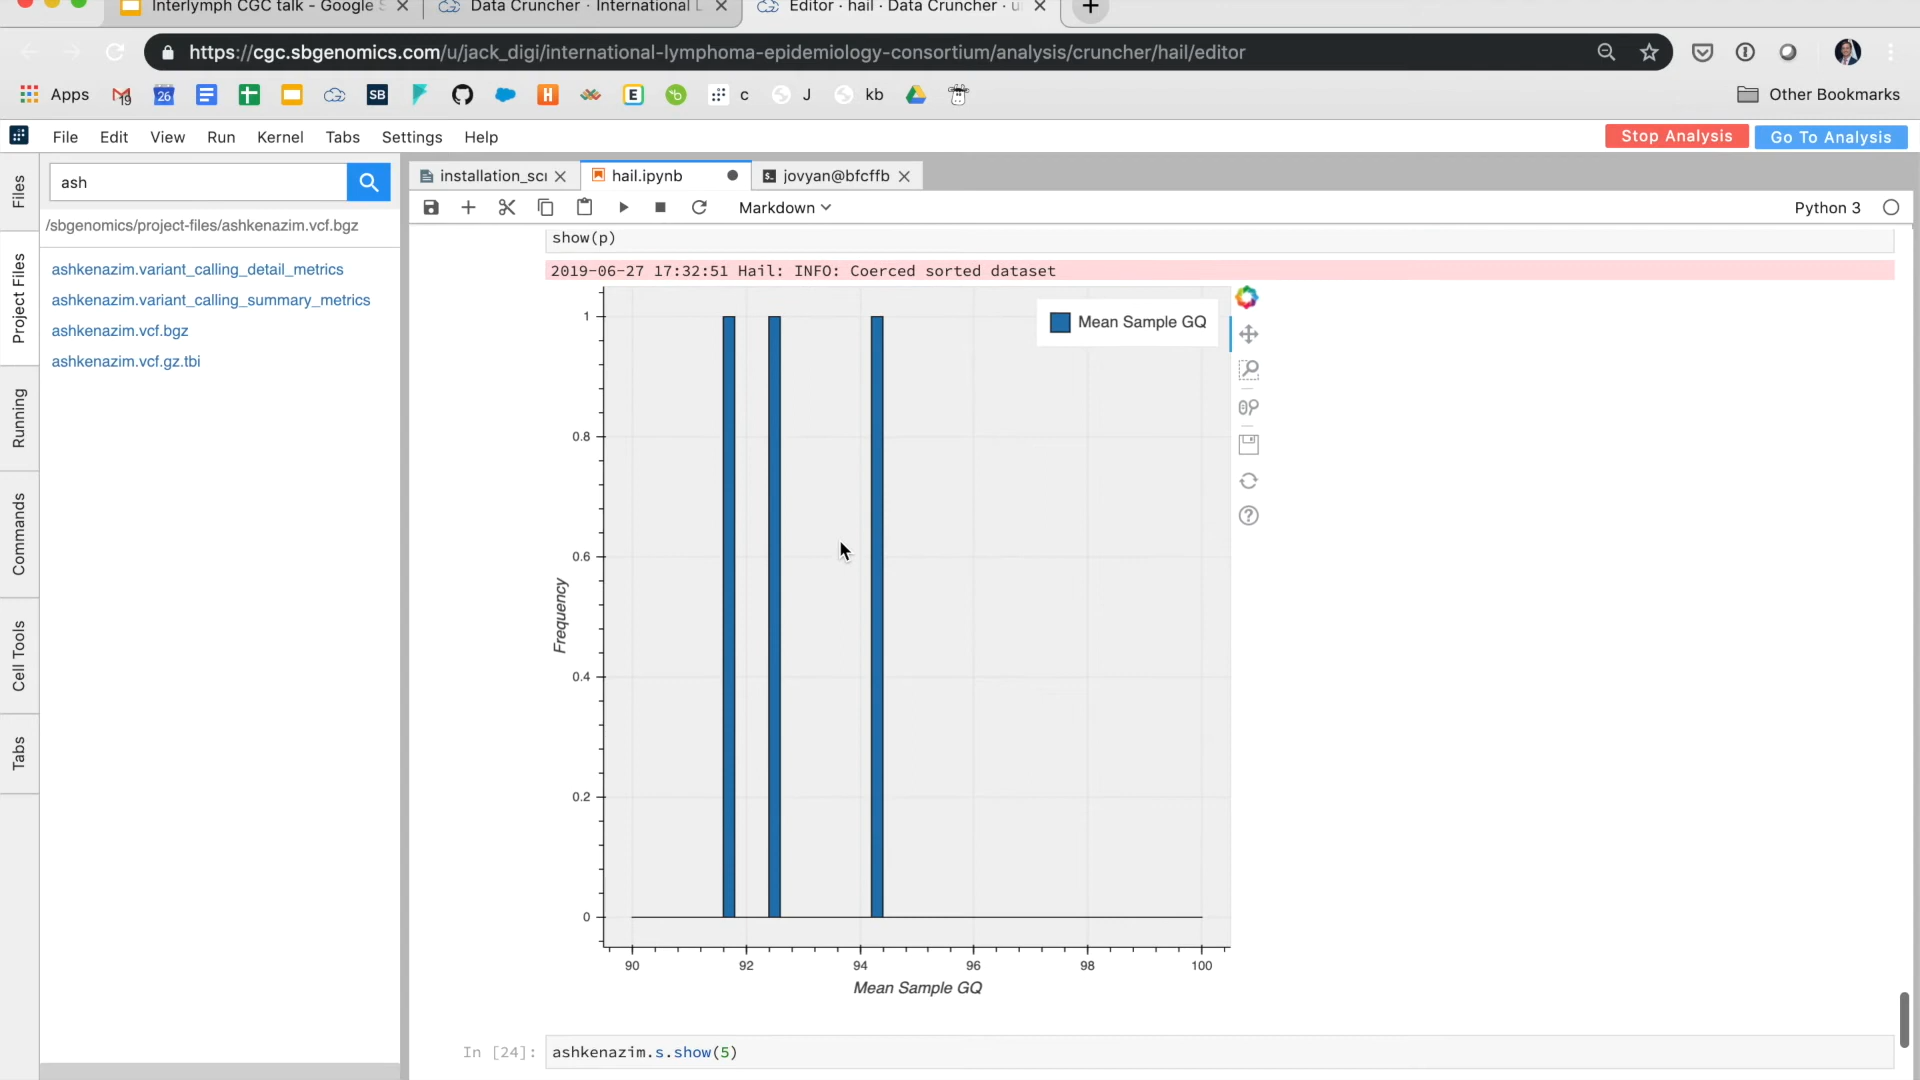 Interlymph CGC talk - Google S
Data Cruncher · International L
Editor · hail · Data Cruncher · u
https://cgc.sbgenomics.com/u/jack_digi/international-lymphoma-epidemiology-consortium/analysis/cruncher/hail/editor
Apps
19
26
SB
H
E
c
J
kb
Other Bookmarks
File Edit View Run Kernel Tabs Settings Help
Stop Analysis
Go To Analysis
Files
Project Files
Running
Commands
Cell Tools
Tabs
ash
/sbgenomics/project-files/ashkenazim.vcf.bgz
ashkenazim.variant_calling_detail_metrics
ashkenazim.variant_calling_summary_metrics
ashkenazim.vcf.bgz
ashkenazim.vcf.gz.tbi
installation_scr
hail.ipynb
jovyan@bfcffb
Markdown
Python 3
show(p)
2019-06-27 17:32:51 Hail: INFO: Coerced sorted dataset
Mean Sample GQ
1
0.8
0.6
0.4
0.2
0
Frequency
90 92 94 96 98 100
Mean Sample GQ
In [24]: ashkenazim.s.show(5)